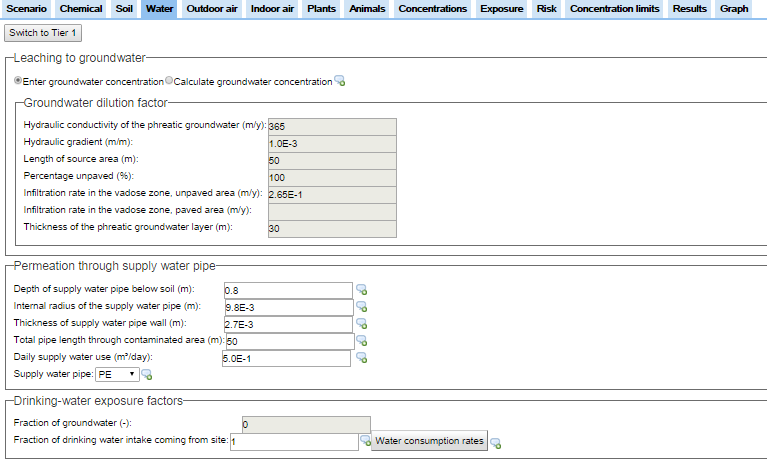 Scenario Chemical Soil Water Outdoor air Indoor air Plants Animals Concentrations Exposure Risk Concentration limits Results Graph
Switch to Tier 1
Leaching to groundwater
Enter groundwater concentration Calculate groundwater concentration
Groundwater dilution factor
Hydraulic conductivity of the phreatic groundwater (m/y): 365
Hydraulic gradient (m/m): 1.0E-3
Length of source area (m): 50
Percentage unpaved (%): 100
Infiltration rate in the vadose zone, unpaved area (m/y): 2.65E-1
Infiltration rate in the vadose zone, paved area (m/y):
Thickness of the phreatic groundwater layer (m): 30
Permeation through supply water pipe
Depth of supply water pipe below soil (m): 0.8
Internal radius of the supply water pipe (m): 9.8E-3
Thickness of supply water pipe wall (m): 2.7E-3
Total pipe length through contaminated area (m): 50
Daily supply water use (m³/day): 5.0E-1
Supply water pipe: PE
Drinking-water exposure factors
Fraction of groundwater (-): 0
Fraction of drinking water intake coming from site: 1 Water consumption rates